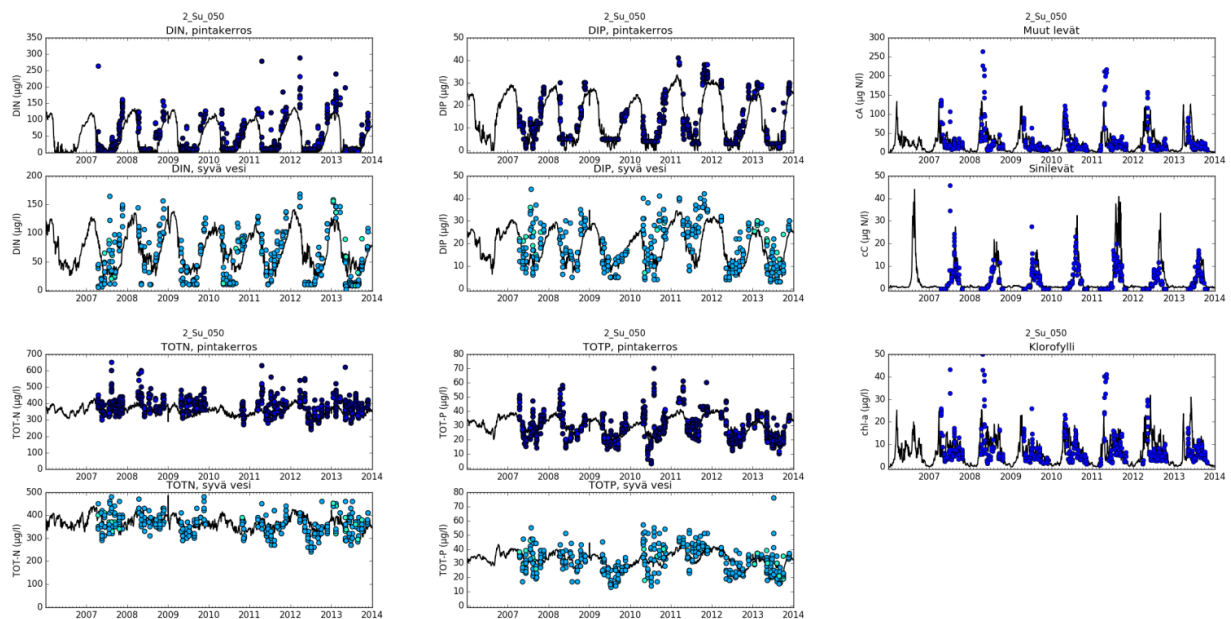 2_Su_050
DIN, pintakerros
DIN (µg/l)
350
300
250
200
150
100
50
0
2007 2008 2009 2010 2011 2012 2013 2014
DIN, syvä vesi
DIN (µg/l)
200
150
100
50
0
2007 2008 2009 2010 2011 2012 2013 2014
2_Su_050
DIP, pintakerros
DIP (µg/l)
50
40
30
20
10
0
2007 2008 2009 2010 2011 2012 2013 2014
DIP, syvä vesi
DIP (µg/l)
50
40
30
20
10
0
2007 2008 2009 2010 2011 2012 2013 2014
2_Su_050
Muut levät
cA (µg N/l)
300
250
200
150
100
50
0
2007 2008 2009 2010 2011 2012 2013 2014
Sinilevät
cC (µg N/l)
50
40
30
20
10
0
2007 2008 2009 2010 2011 2012 2013 2014
2_Su_050
TOTN, pintakerros
TOT-N (µg/l)
700
600
500
400
300
200
100
0
2007 2008 2009 2010 2011 2012 2013 2014
TOTN, syvä vesi
TOT-N (µg/l)
500
400
300
200
100
0
2007 2008 2009 2010 2011 2012 2013 2014
2_Su_050
TOTP, pintakerros
TOT-P (µg/l)
80
70
60
50
40
30
20
10
0
2007 2008 2009 2010 2011 2012 2013 2014
TOTP, syvä vesi
TOT-P (µg/l)
80
70
60
50
40
30
20
10
0
2007 2008 2009 2010 2011 2012 2013 2014
2_Su_050
Klorofylli
chl-a (µg/l)
50
40
30
20
10
0
2007 2008 2009 2010 2011 2012 2013 2014